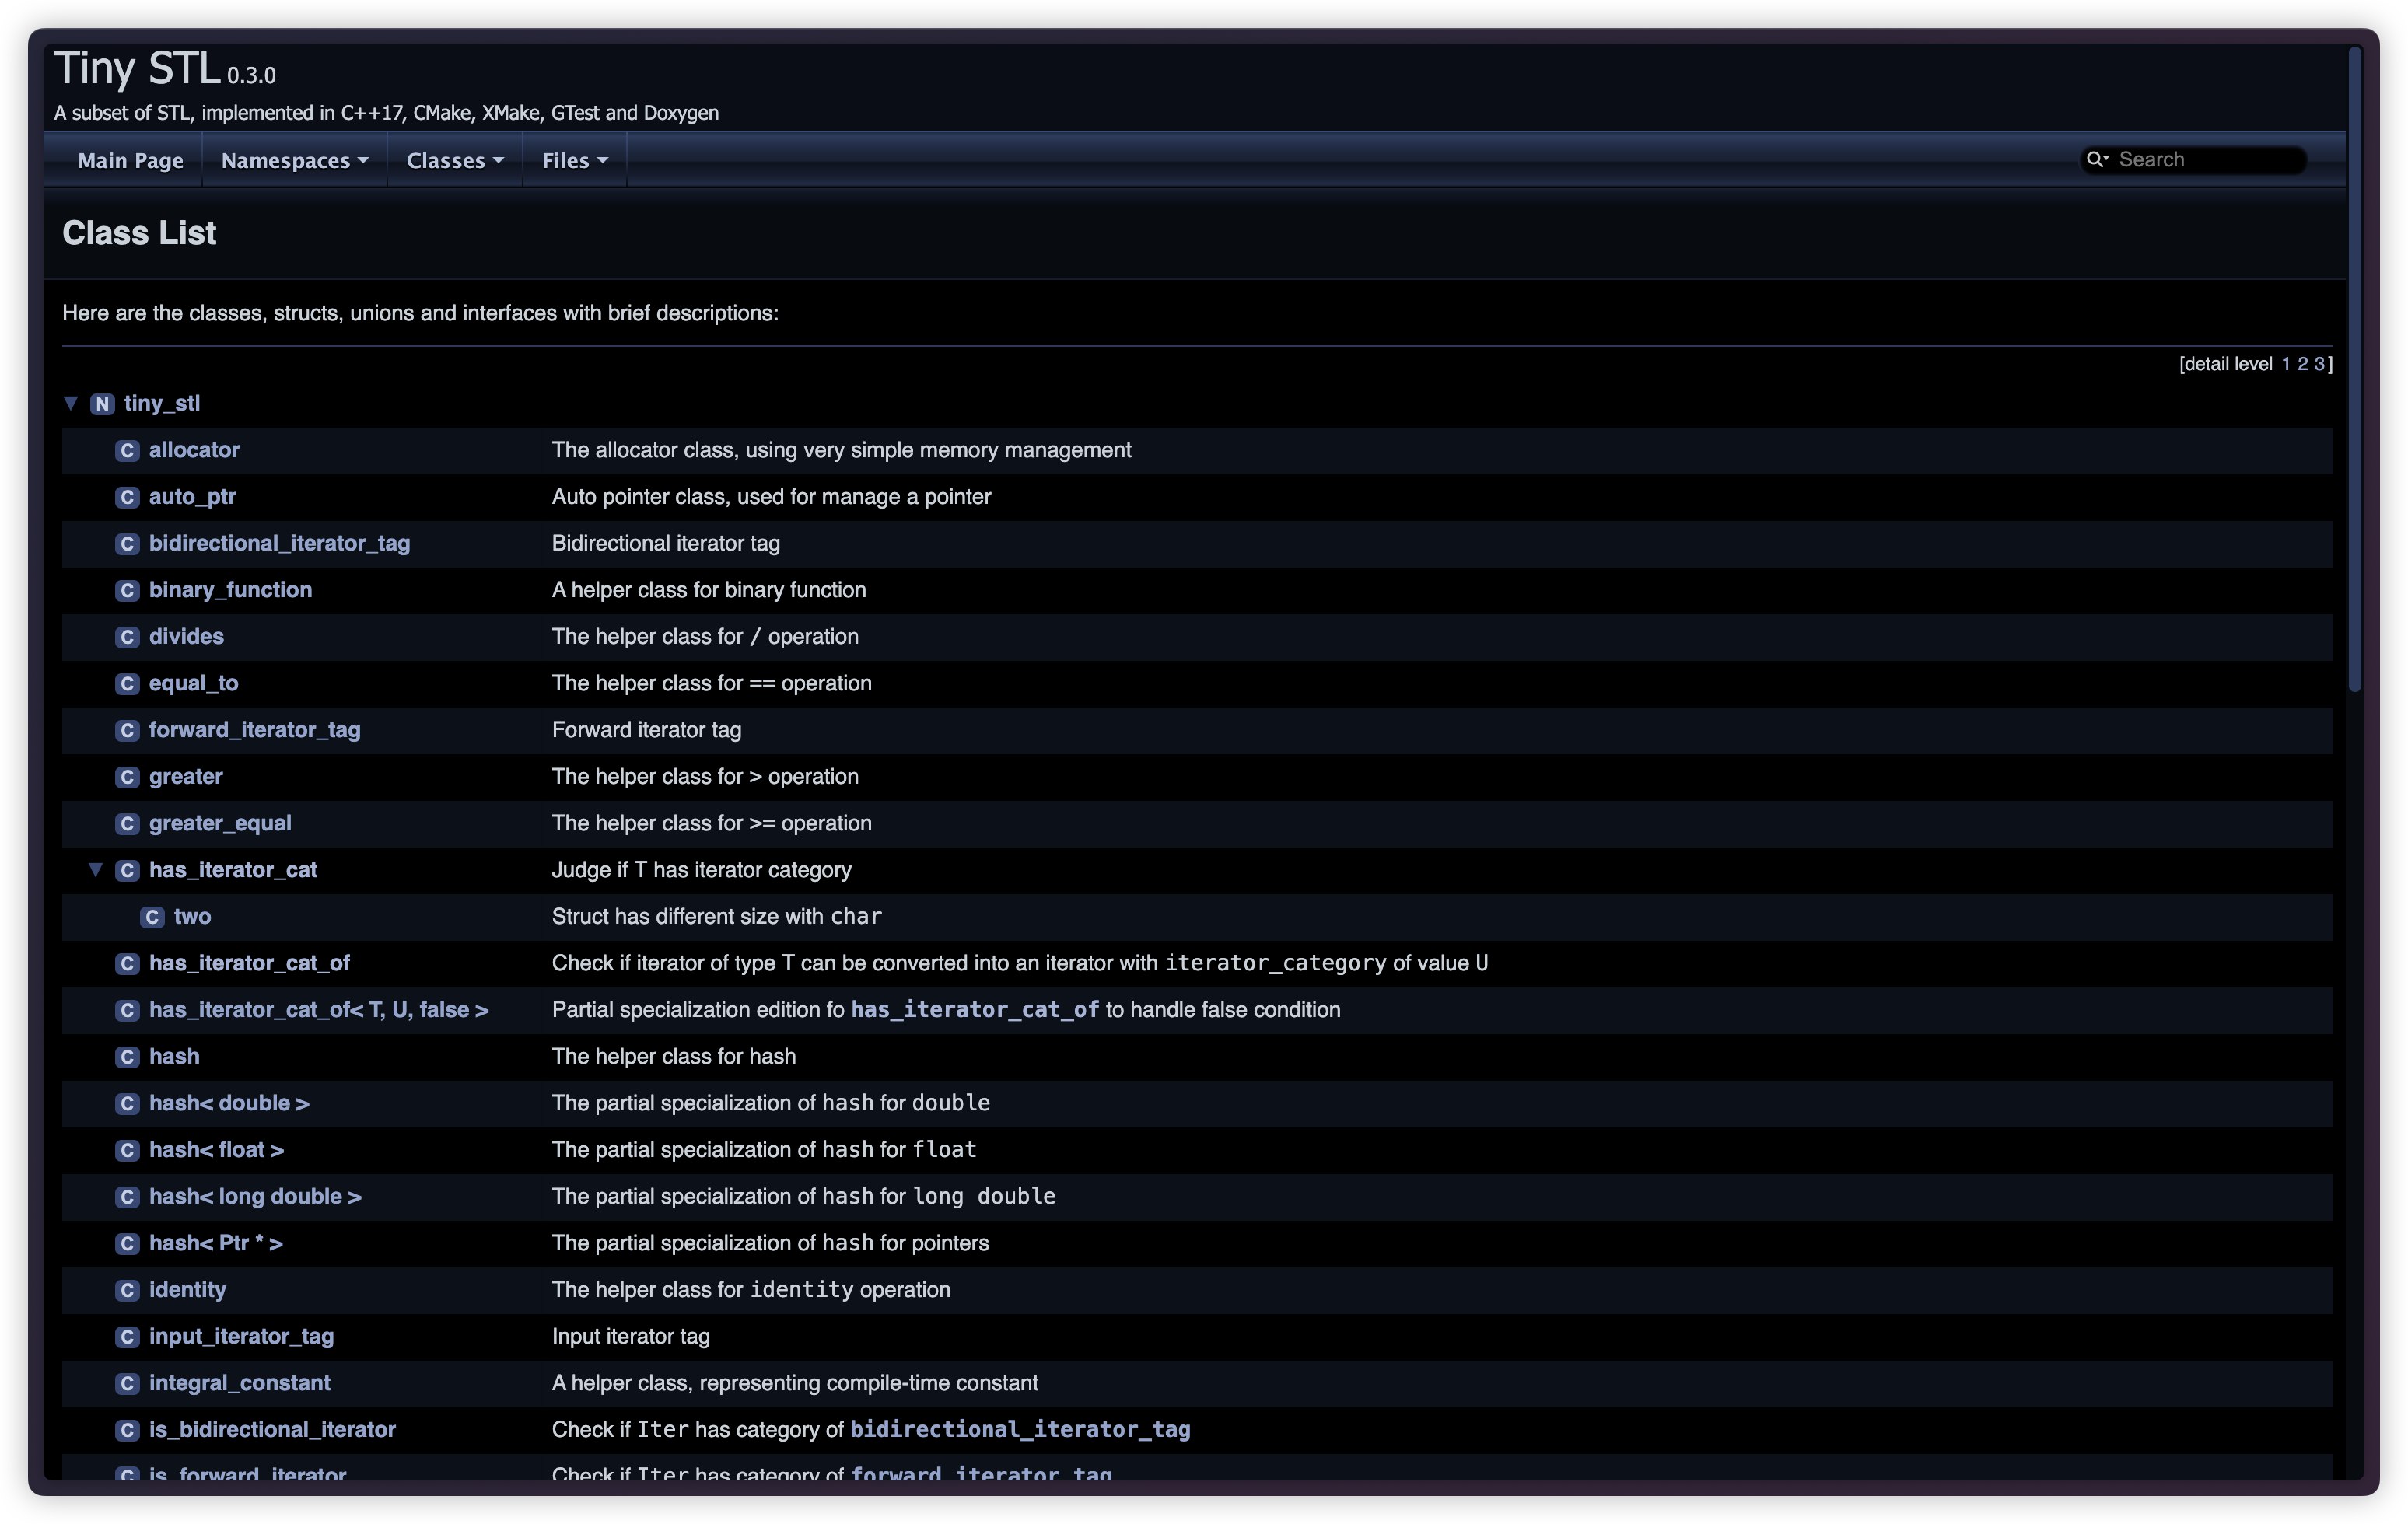 Tiny STL 0.3.0
A subset of STL, implemented in C++17, CMake, XMake, GTest and Doxygen
Main Page Namespaces Classes Files Search
Class List
Here are the classes, structs, unions and interfaces with brief descriptions:
[detail level 1 2 3]
N tiny_stl
C allocator The allocator class, using very simple memory management
C auto_ptr Auto pointer class, used for manage a pointer
C bidirectional_iterator_tag Bidirectional iterator tag
C binary_function A helper class for binary function
C divides The helper class for / operation
C equal_to The helper class for == operation
C forward_iterator_tag Forward iterator tag
C greater The helper class for > operation
C greater_equal The helper class for >= operation
C has_iterator_cat Judge if T has iterator category
C two Struct has different size with char
C has_iterator_cat_of Check if iterator of type T can be converted into an iterator with iterator_category of value U
C has_iterator_cat_of< T, U, false > Partial specialization edition fo has_iterator_cat_of to handle false condition
C hash The helper class for hash
C hash< double > The partial specialization of hash for double
C hash< float > The partial specialization of hash for float
C hash< long double > The partial specialization of hash for long double
C hash< Ptr * > The partial specialization of hash for pointers
C identity The helper class for identity operation
C input_iterator_tag Input iterator tag
C integral_constant A helper class, representing compile-time constant
C is_bidirectional_iterator Check if Iter has category of bidirectional_iterator_tag
C is_forward_iterator Check if Iter has category of forward_iterator_tag